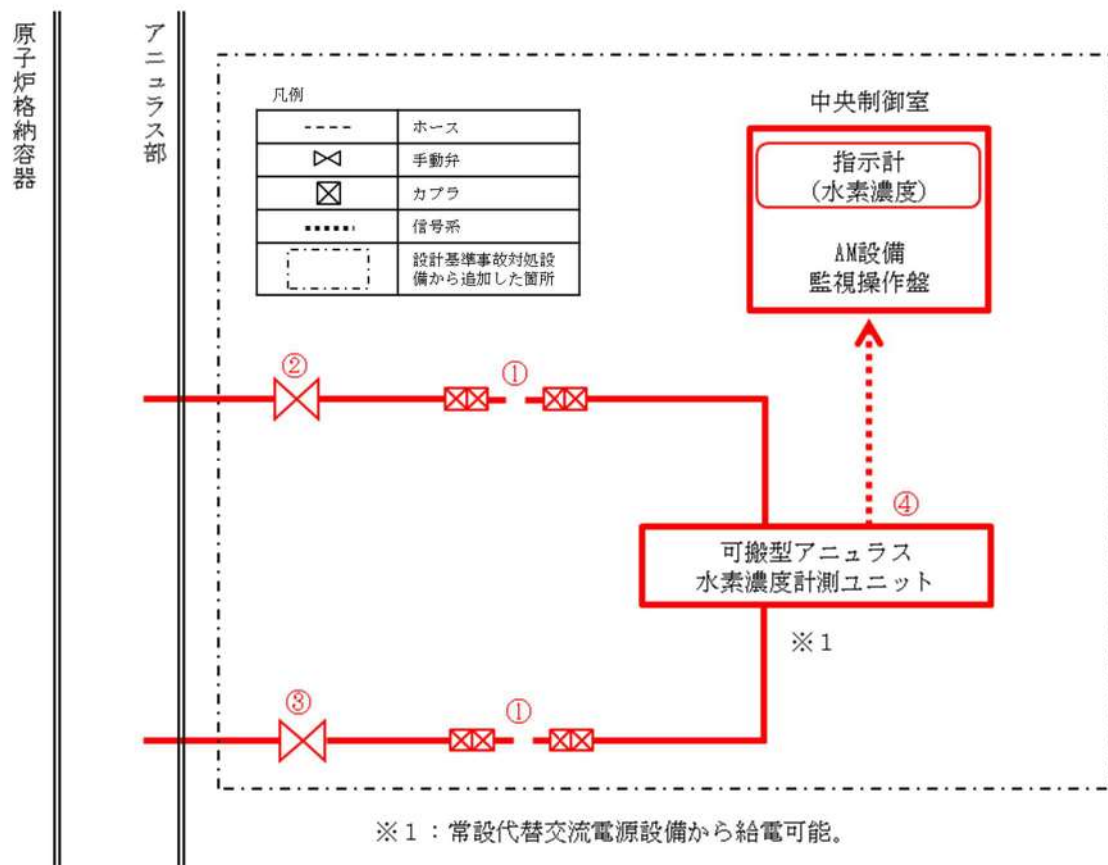 原子炉格納容器
アニュラス部
凡例
ホース
手動弁
カプラ
信号系
設計基準事故対処設
備から追加した箇所
中央制御室
指示計
(水素濃度)
AM設備
監視操作盤
②
①
④
可搬型アニュラス
水素濃度計測ユニット
※1
③
①
※1：常設代替交流電源設備から給電可能。